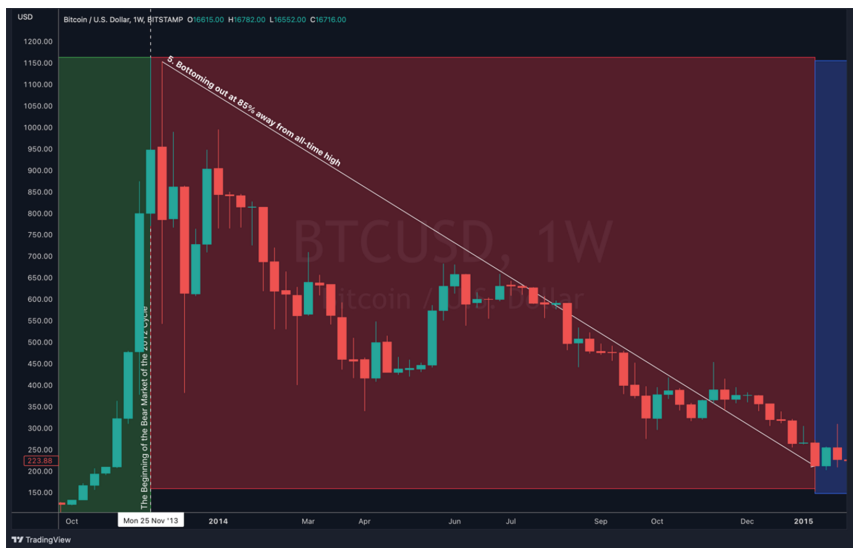 USD
Bitcoin / U.S. Dollar, 1W, BITSTAMP O16615.00 H16782.00 L16552.00 C16716.00
1200.00
1150.00
1100.00
1050.00
1000.00
950.00
900.00
850.00
800.00
750.00
700.00
650.00
600.00
550.00
500.00
450.00
400.00
350.00
300.00
250.00
223.88
200.00
150.00
5. Bottoming out at 85% away from all-time high
BTCUSD, 1W
Bitcoin / U.S. Dollar
The Beginning of the Bear Market of the 2012 Cycle
Oct
Mon 25 Nov '13
2014
Mar
Apr
Jun
Jul
Sep
Oct
Dec
2015
TradingView